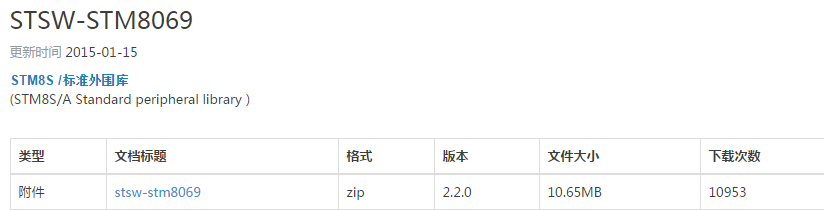 STSW-STM8069
更新时间 2015-01-15
STM8S /标准外围库
(STM8S/A Standard peripheral library )
类型 文档标题 格式 版本 文件大小 下载次数
附件 stsw-stm8069 zip 2.2.0 10.65MB 10953